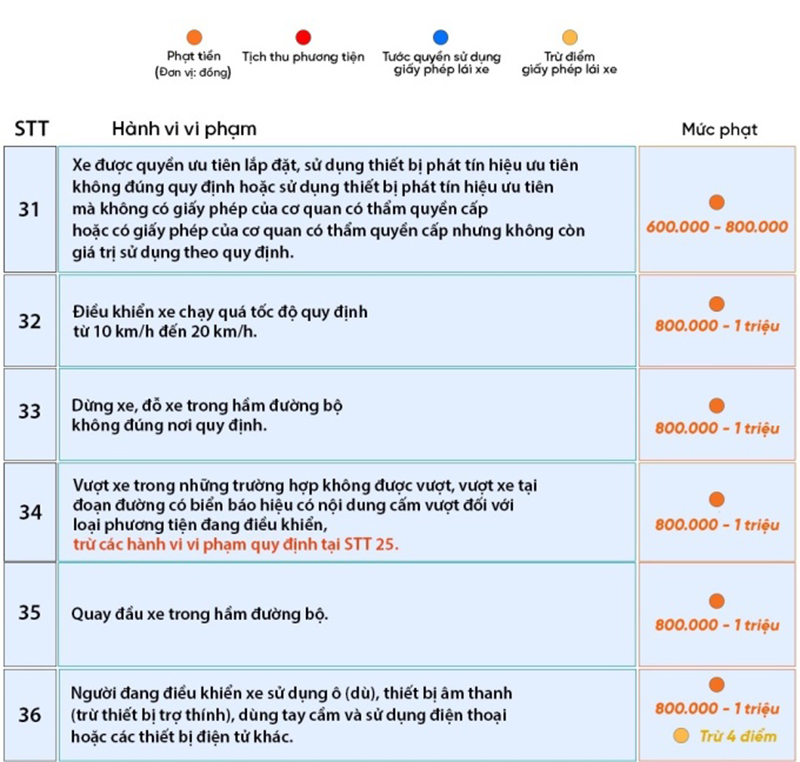 Phạt tiền
(Đơn vị: đồng)
Tịch thu phương tiện
Tước quyền sử dụng
giấy phép lái xe
Trừ điểm
giấy phép lái xe
STT
Hành vi vi phạm
Mức phạt
31
Xe được quyền ưu tiên lắp đặt, sử dụng thiết bị phát tín hiệu ưu tiên
không đúng quy định hoặc sử dụng thiết bị phát tín hiệu ưu tiên
mà không có giấy phép của cơ quan có thẩm quyền cấp
hoặc có giấy phép của cơ quan có thẩm quyền cấp nhưng không còn
giá trị sử dụng theo quy định.
600.000 - 800.000
32
Điều khiển xe chạy quá tốc độ quy định
từ 10 km/h đến 20 km/h.
800.000 - 1 triệu
33
Dừng xe, đỗ xe trong hầm đường bộ
không đúng nơi quy định.
800.000 - 1 triệu
34
Vượt xe trong những trường hợp không được vượt, vượt xe tại
đoạn đường có biển báo hiệu có nội dung cấm vượt đối với
loại phương tiện đang điều khiển,
trừ các hành vi vi phạm quy định tại STT 25.
800.000 - 1 triệu
35
Quay đầu xe trong hầm đường bộ.
800.000 - 1 triệu
36
Người đang điều khiển xe sử dụng ô (dù), thiết bị âm thanh
(trừ thiết bị trợ thính), dùng tay cầm và sử dụng điện thoại
hoặc các thiết bị điện tử khác.
800.000 - 1 triệu
Trừ 4 điểm